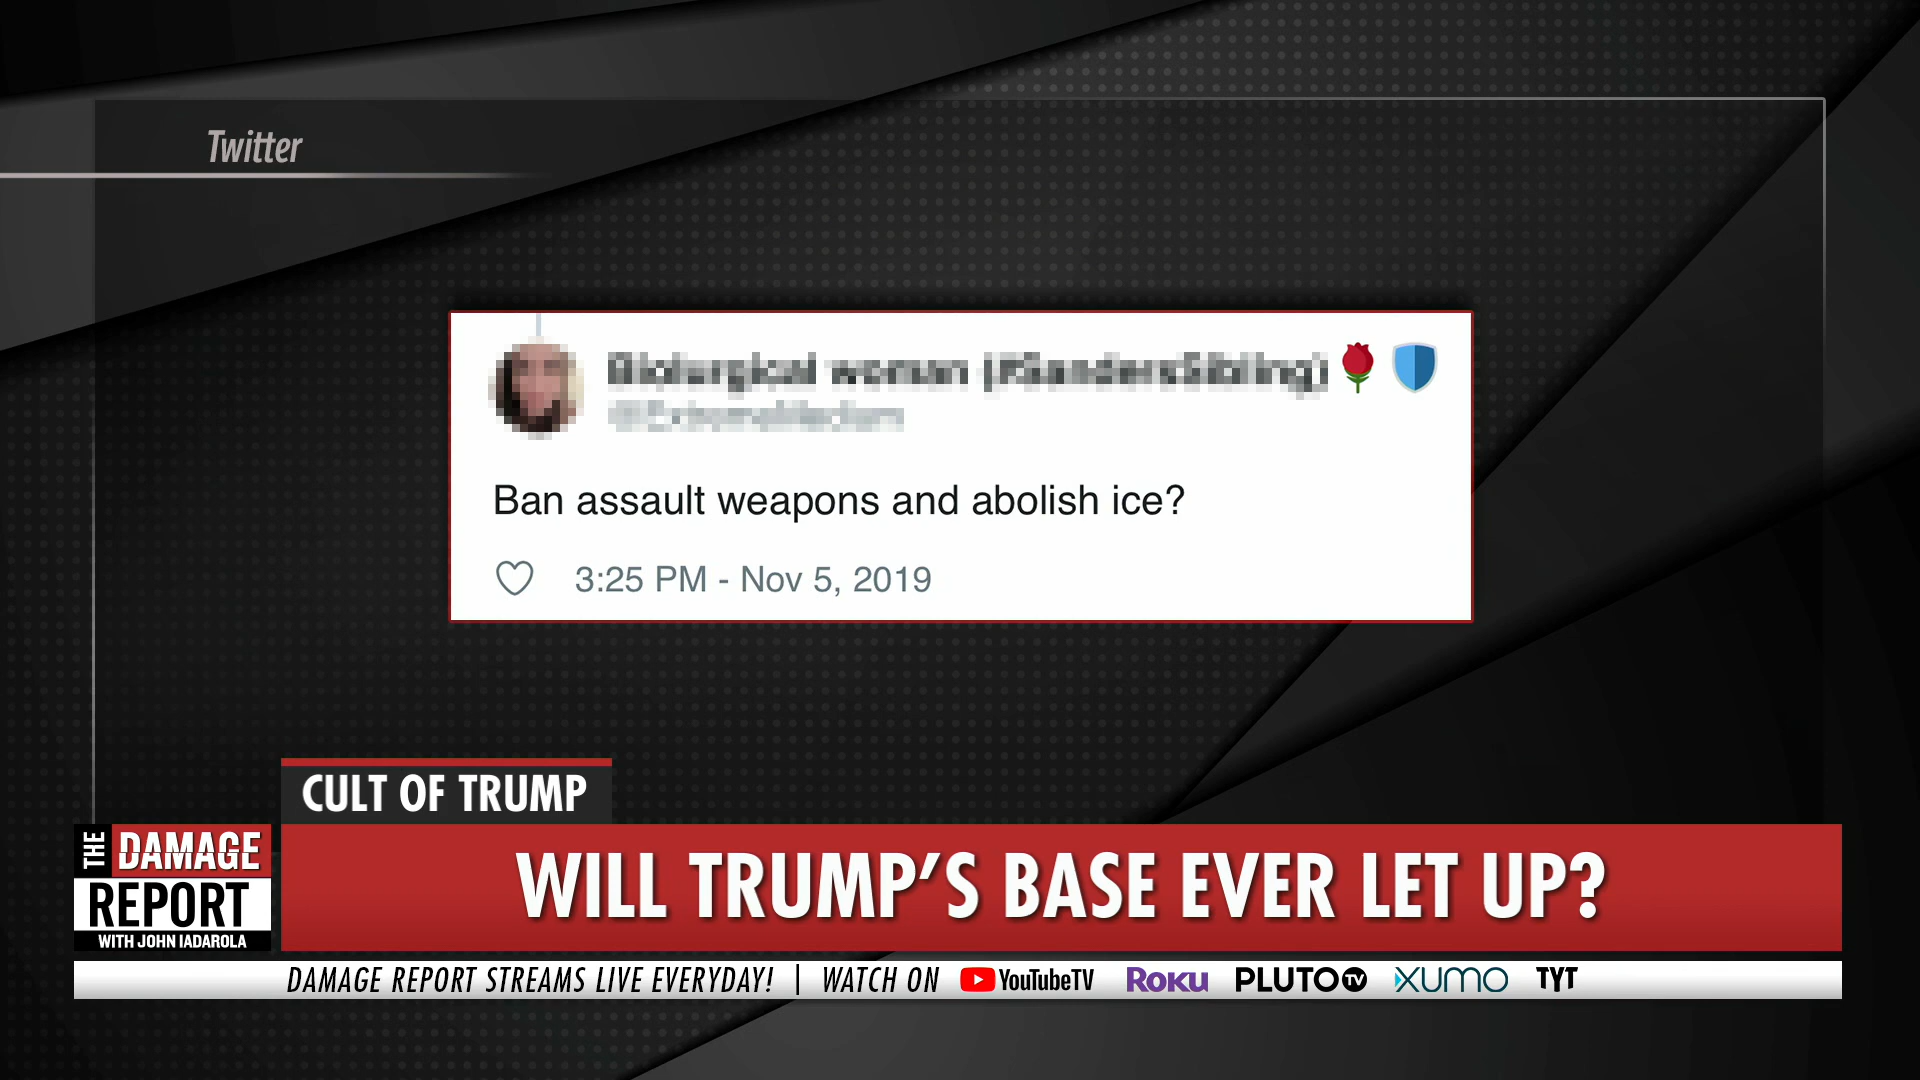 Twitter
woman
Ban assault weapons and abolish ice?
3:25 PM - Nov 5, 2019
CULT OF TRUMP
THE DAMAGE REPORT
WITH JOHN IADAROLA
WILL TRUMP'S BASE EVER LET UP?
DAMAGE REPORT STREAMS LIVE EVERYDAY! | WATCH ON YouTubeTV ROKU PLUTO TV XUMO TYT